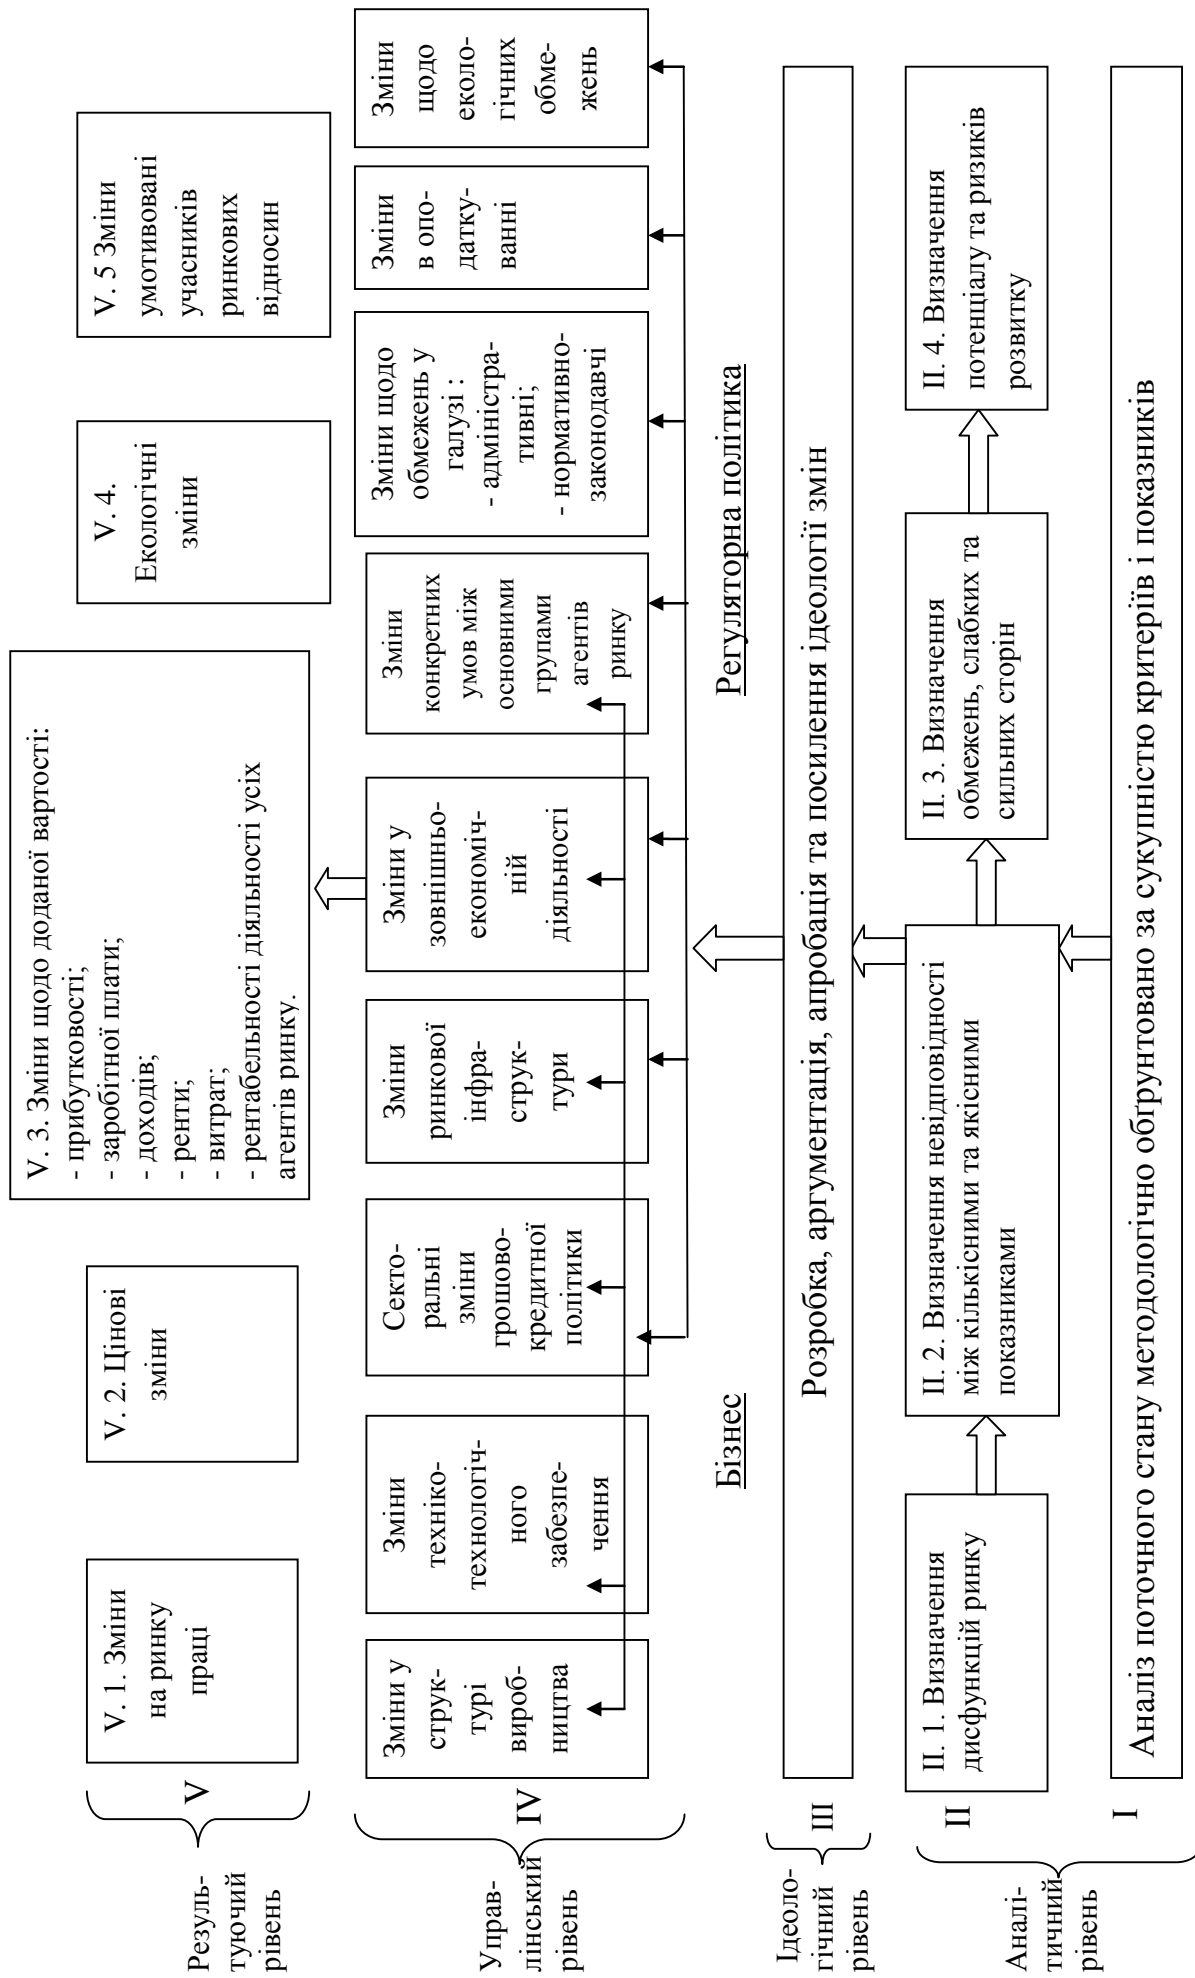 Резуль-
туючий
рівень
V
V. 1. Зміни
на ринку
праці
V. 2. Цінові
зміни
V. 3. Зміни щодо доданої вартості:
- прибутковості;
- заробітної плати;
- доходів;
- ренти;
- витрат;
- рентабельності діяльності усіх
агентів ринку.
V. 4.
Екологічні
зміни
V. 5 Зміни
умотивовані
учасників
ринкових
відносин
Управ-
лінський
рівень
IV
Зміни у
струк-
турі
вироб-
ництва
Зміни
техніко-
технологіч-
ного
забезпе-
чення
Секто-
ральні
зміни
грошово-
кредитної
політики
Зміни
ринкової
інфра-
струк-
тури
Зміни у
зовнішньо-
економіч-
ній
діяльності
Зміни
конкретних
умов між
основними
групами
агентів
ринку
Зміни щодо
обмежень у
галузі :
- адміністра-
тивні;
- нормативно-
законодавчі
Зміни
в опо-
датку-
ванні
Зміни
щодо
еколо-
гічних
обме-
жень
Бізнес
Регуляторна політика
Ідеоло-
гічний
рівень
III
Розробка, аргументація, апробація та посилення ідеології змін
Аналі-
тичний
рівень
II
II. 1. Визначення
дисфункцій ринку
II. 2. Визначення невідповідності
між кількісними та якісними
показниками
II. 3. Визначення
обмежень, слабких та
сильних сторін
II. 4. Визначення
потенціалу та ризиків
розвитку
I
Аналіз поточного стану методологічно обґрунтовано за сукупністю критеріїв і показників